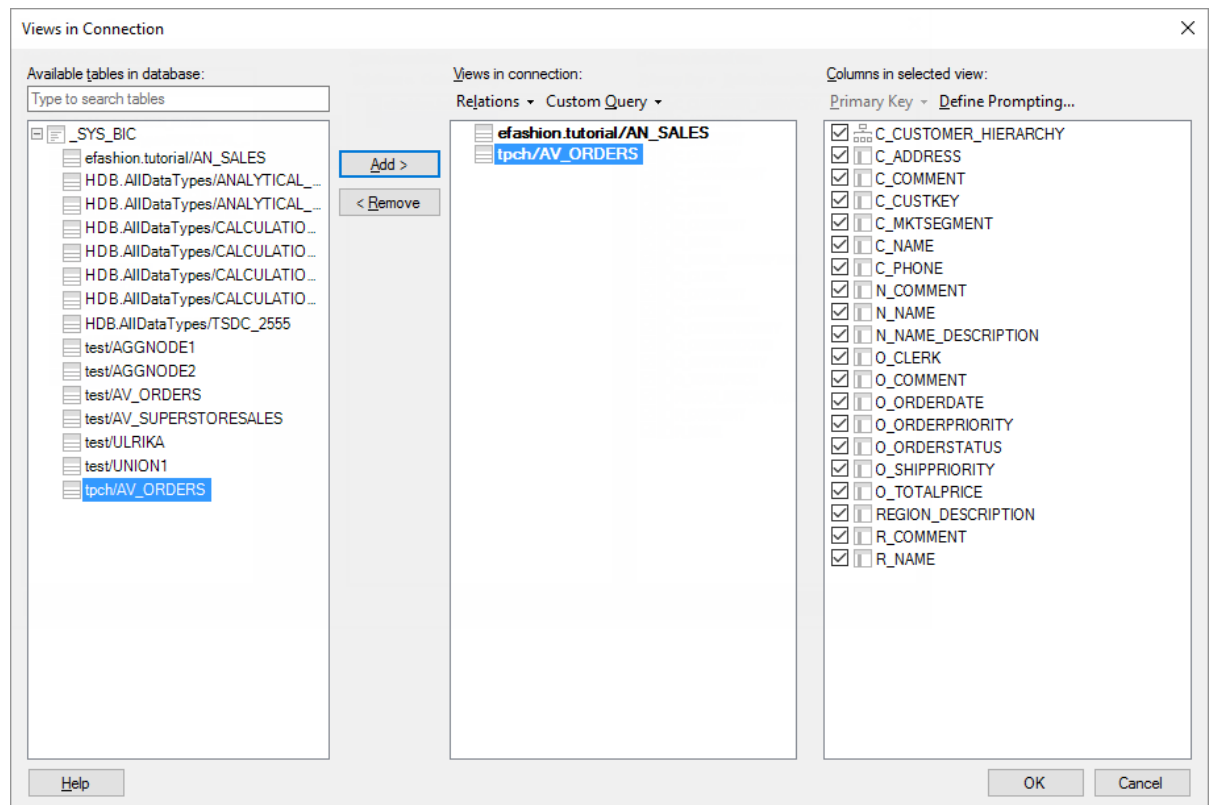 Views in Connection
Available tables in database:
Type to search tables
_SYS_BIC
efashion.tutorial/AN_SALES
HDB.AllDataTypes/ANALYTICAL_...
HDB.AllDataTypes/ANALYTICAL_...
HDB.AllDataTypes/CALCULATIO...
HDB.AllDataTypes/CALCULATIO...
HDB.AllDataTypes/CALCULATIO...
HDB.AllDataTypes/CALCULATIO...
HDB.AllDataTypes/TSDC_2555
test/AGGNODE1
test/AGGNODE2
test/AV_ORDERS
test/AV_SUPERSTORESALES
test/ULRIKA
test/UNION1
tpch/AV_ORDERS
Add >
< Remove
Views in connection:
Relations Custom Query
efashion.tutorial/AN_SALES
tpch/AV_ORDERS
Columns in selected view:
Primary Key Define Prompting...
C_CUSTOMER_HIERARCHY
C_ADDRESS
C_COMMENT
C_CUSTKEY
C_MKTSEGMENT
C_NAME
C_PHONE
N_COMMENT
N_NAME
N_NAME_DESCRIPTION
O_CLERK
O_COMMENT
O_ORDERDATE
O_ORDERPRIORITY
O_ORDERSTATUS
O_SHIPPRIORITY
O_TOTALPRICE
REGION_DESCRIPTION
R_COMMENT
R_NAME
Help
OK
Cancel